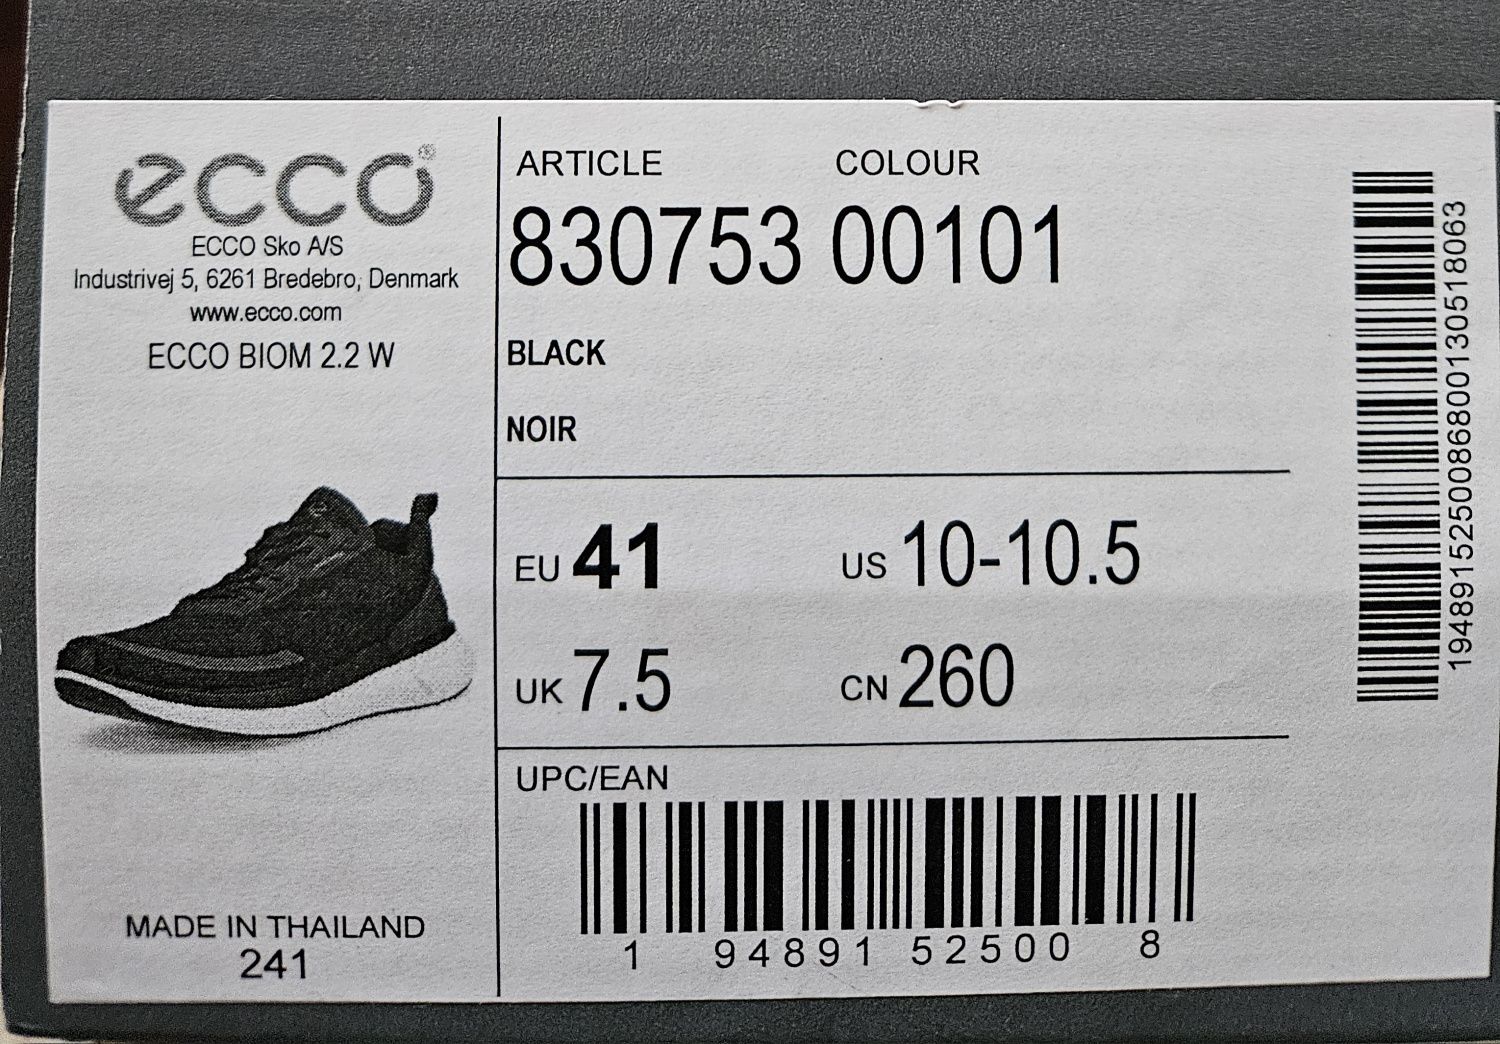 ecco®
ECCO Sko A/S
Industrivej 5, 6261 Bredebro, Denmark
www.ecco.com
ECCO BIOM 2.2 W
MADE IN THAILAND
241
ARTICLE COLOUR
830753 00101
BLACK
NOIR
EU 41 US 10-10.5
UK 7.5 CN 260
UPC/EAN
1 94891 52500 8
194891525008680013051​8063